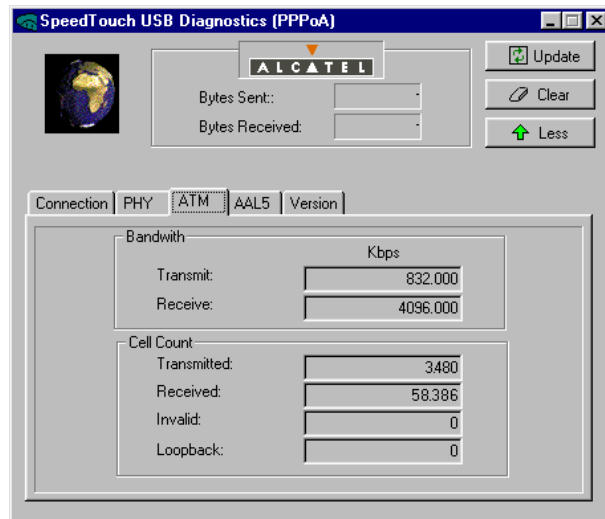 SpeedTouch USB Diagnostics (PPPoA)
ALCATEL
Update
Bytes Sent:: -
Clear
Bytes Received: -
Less
Connection PHY ATM AAL5 Version
Bandwith
Kbps
Transmit: 832.000
Receive: 4096.000
Cell Count
Transmitted: 3.480
Received: 58.386
Invalid: 0
Loopback: 0